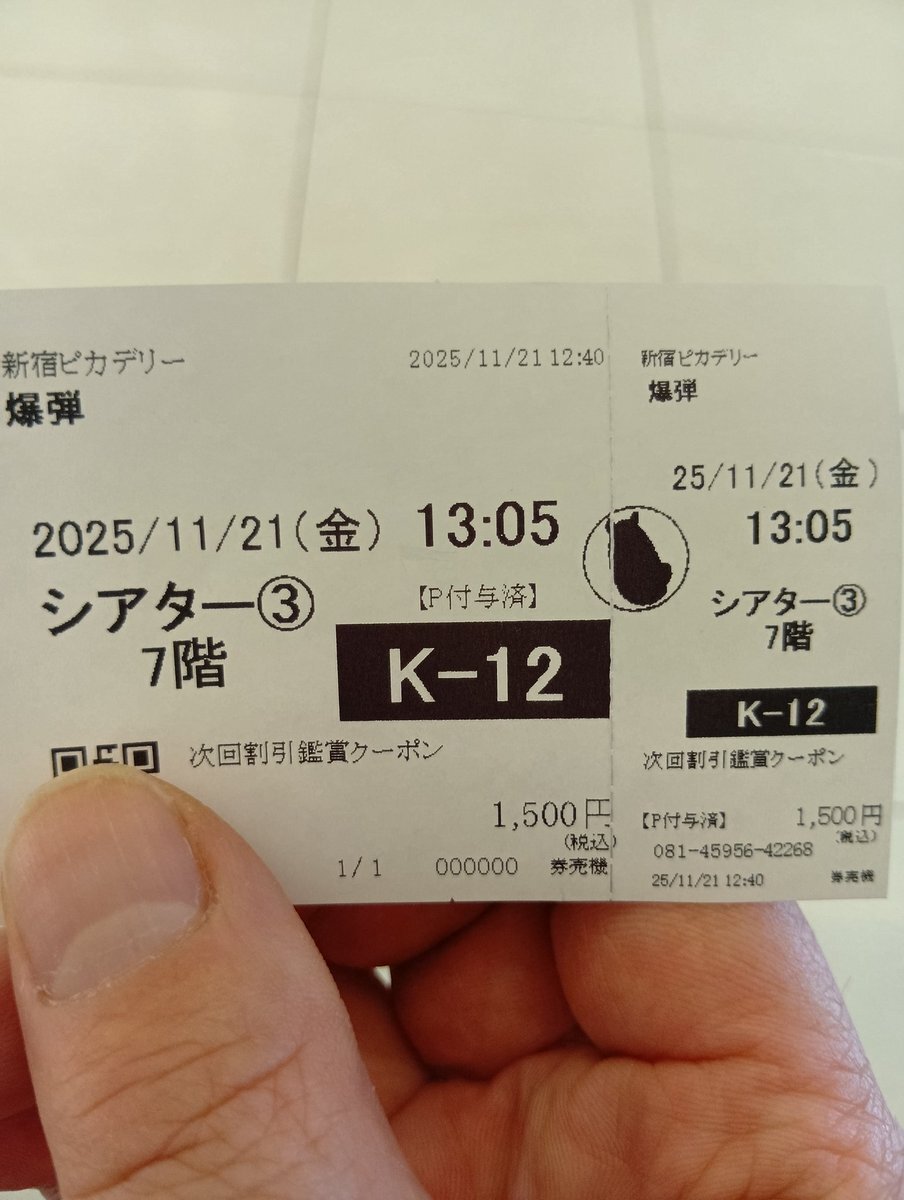 新宿ピカデリー
2025/11/21 12:40
爆弾
2025/11/21(金) 13:05
シアター③
7階
【P付与済】
K-12
次回割引鑑賞クーポン
1,500円
(税込)
1/1 000000 券売機
新宿ピカデリー
爆弾
25/11/21(金)
13:05
シアター③
7階
K-12
次回割引鑑賞クーポン
【P付与済】 1,500円
(税込)
081-45956-42268
25/11/21 12:40 券売機